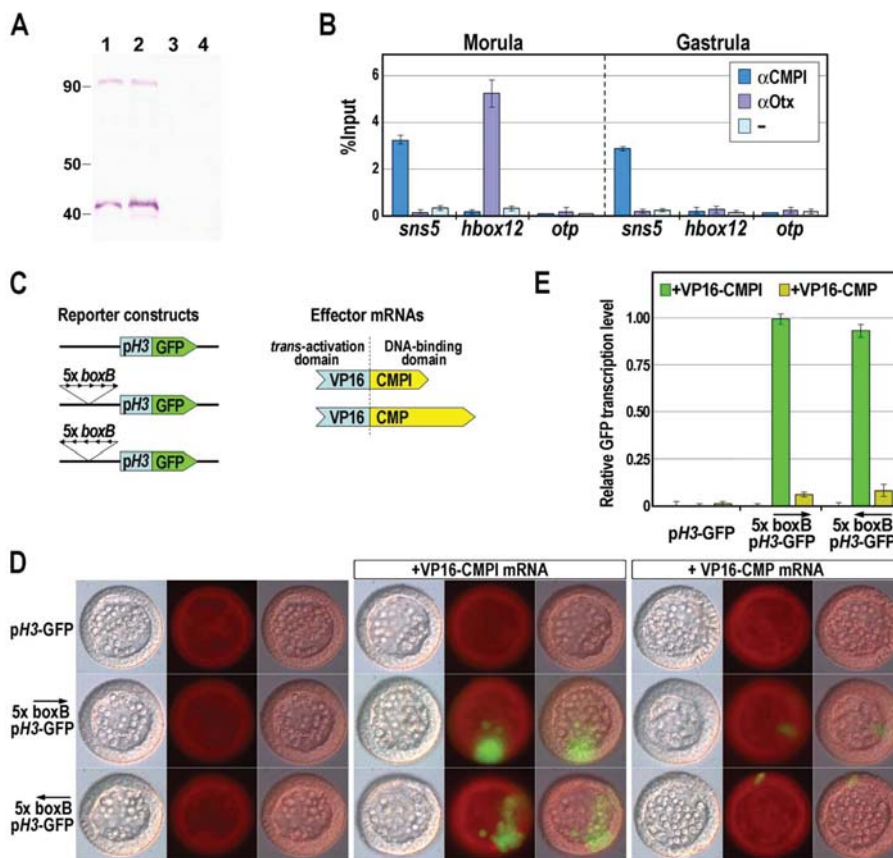 A
1 2 3 4
90
50
40
B
Morula Gastrula
%Input
6
4
2
0
αCMPI
αOtx
–
sns5 hbox12 otp sns5 hbox12 otp
C
Reporter constructs
pH3 GFP
5x boxB
pH3 GFP
5x boxB
pH3 GFP
Effector mRNAs
trans-activation domain
DNA-binding domain
VP16 CMPI
VP16 CMP
E
+VP16-CMPI +VP16-CMP
Relative GFP transcription level
1.00
0.75
0.50
0.25
0
pH3-GFP
5x boxB
pH3-GFP
5x boxB
pH3-GFP
D
+VP16-CMPI mRNA
+ VP16-CMP mRNA
pH3-GFP
5x boxB
pH3-GFP
5x boxB
pH3-GFP